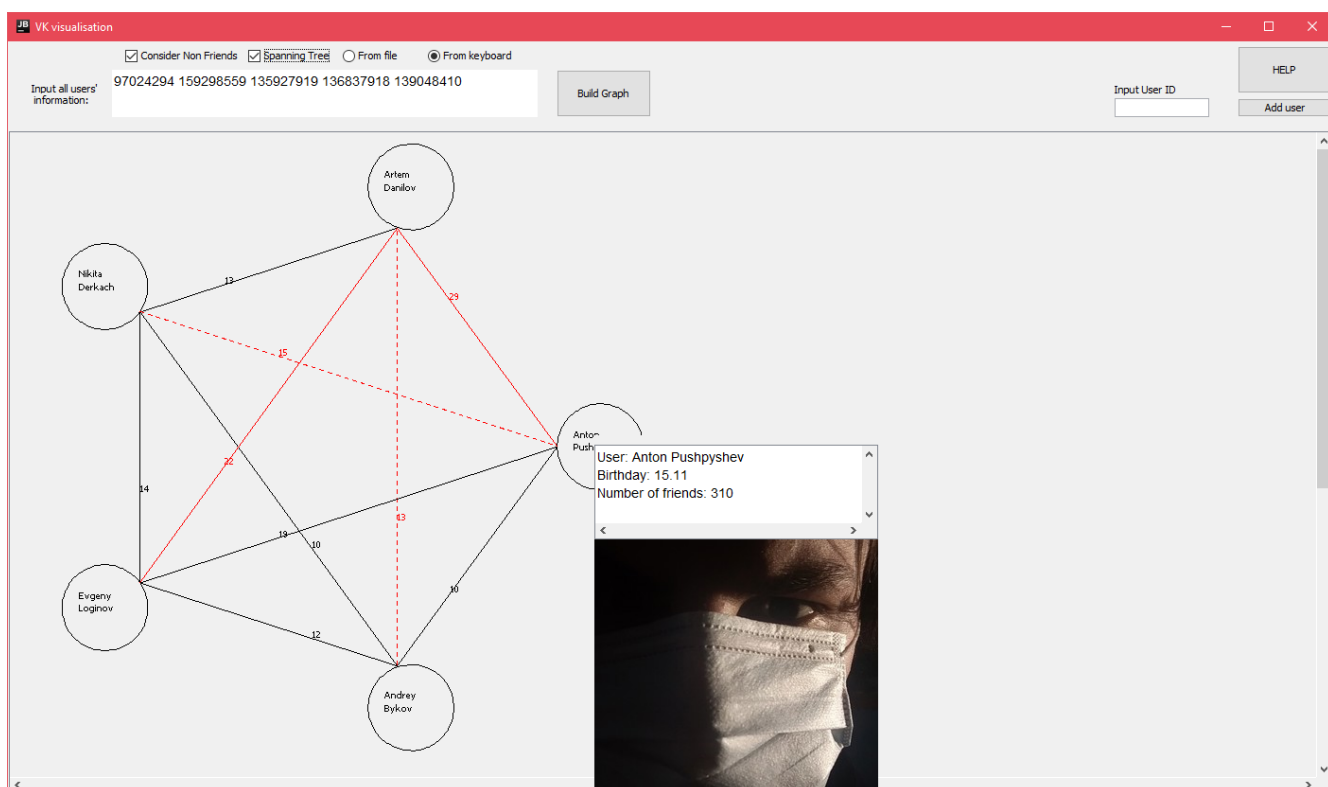 JB VK visualisation
Consider Non Friends Spanning Tree From file From keyboard
Input all users'
information:
97024294 159298559 135927919 136837918 139048410
Build Graph
Input User ID
HELP
Add user
Artem
Danilov
Nikita
Derkach
13
29
15
Anton
Push
User: Anton Pushpyshev
Birthday: 15.11
Number of friends: 310
22
14
13
19
10
10
Evgeny
Loginov
12
Andrey
Bykov